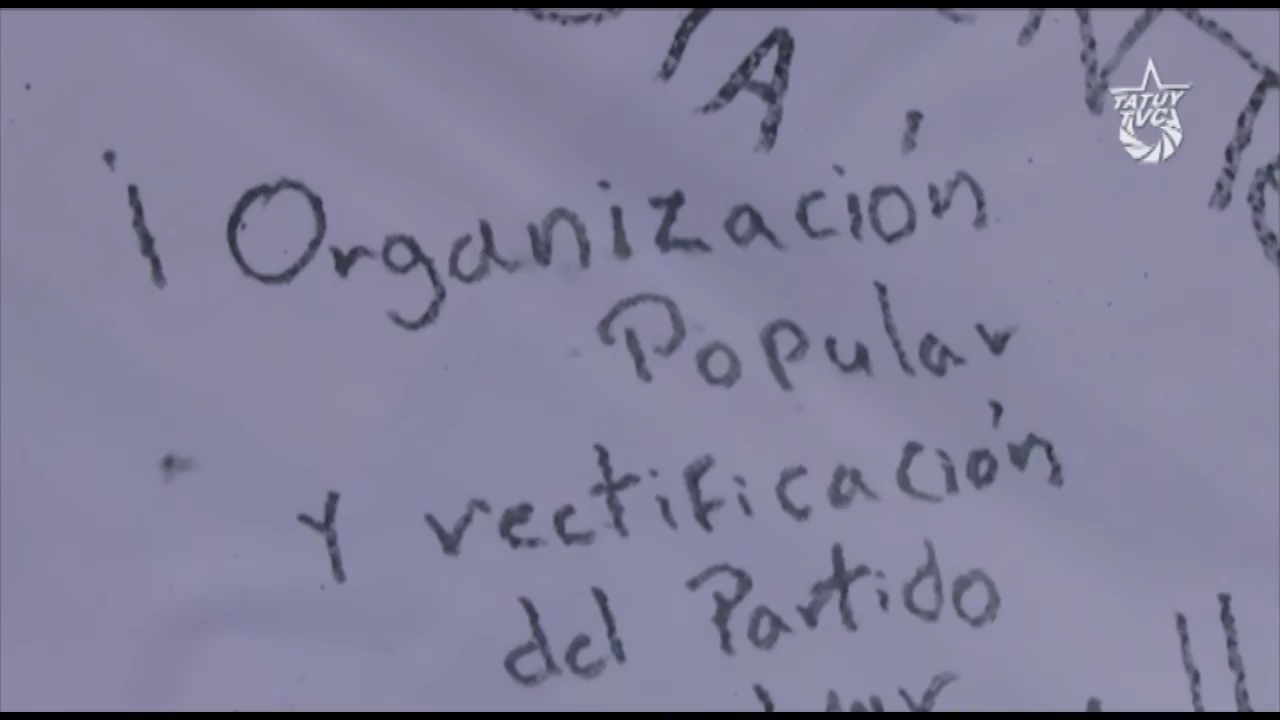 A
TATUY
TVC
¡Organización
Popular
Y rectificación
del Partido